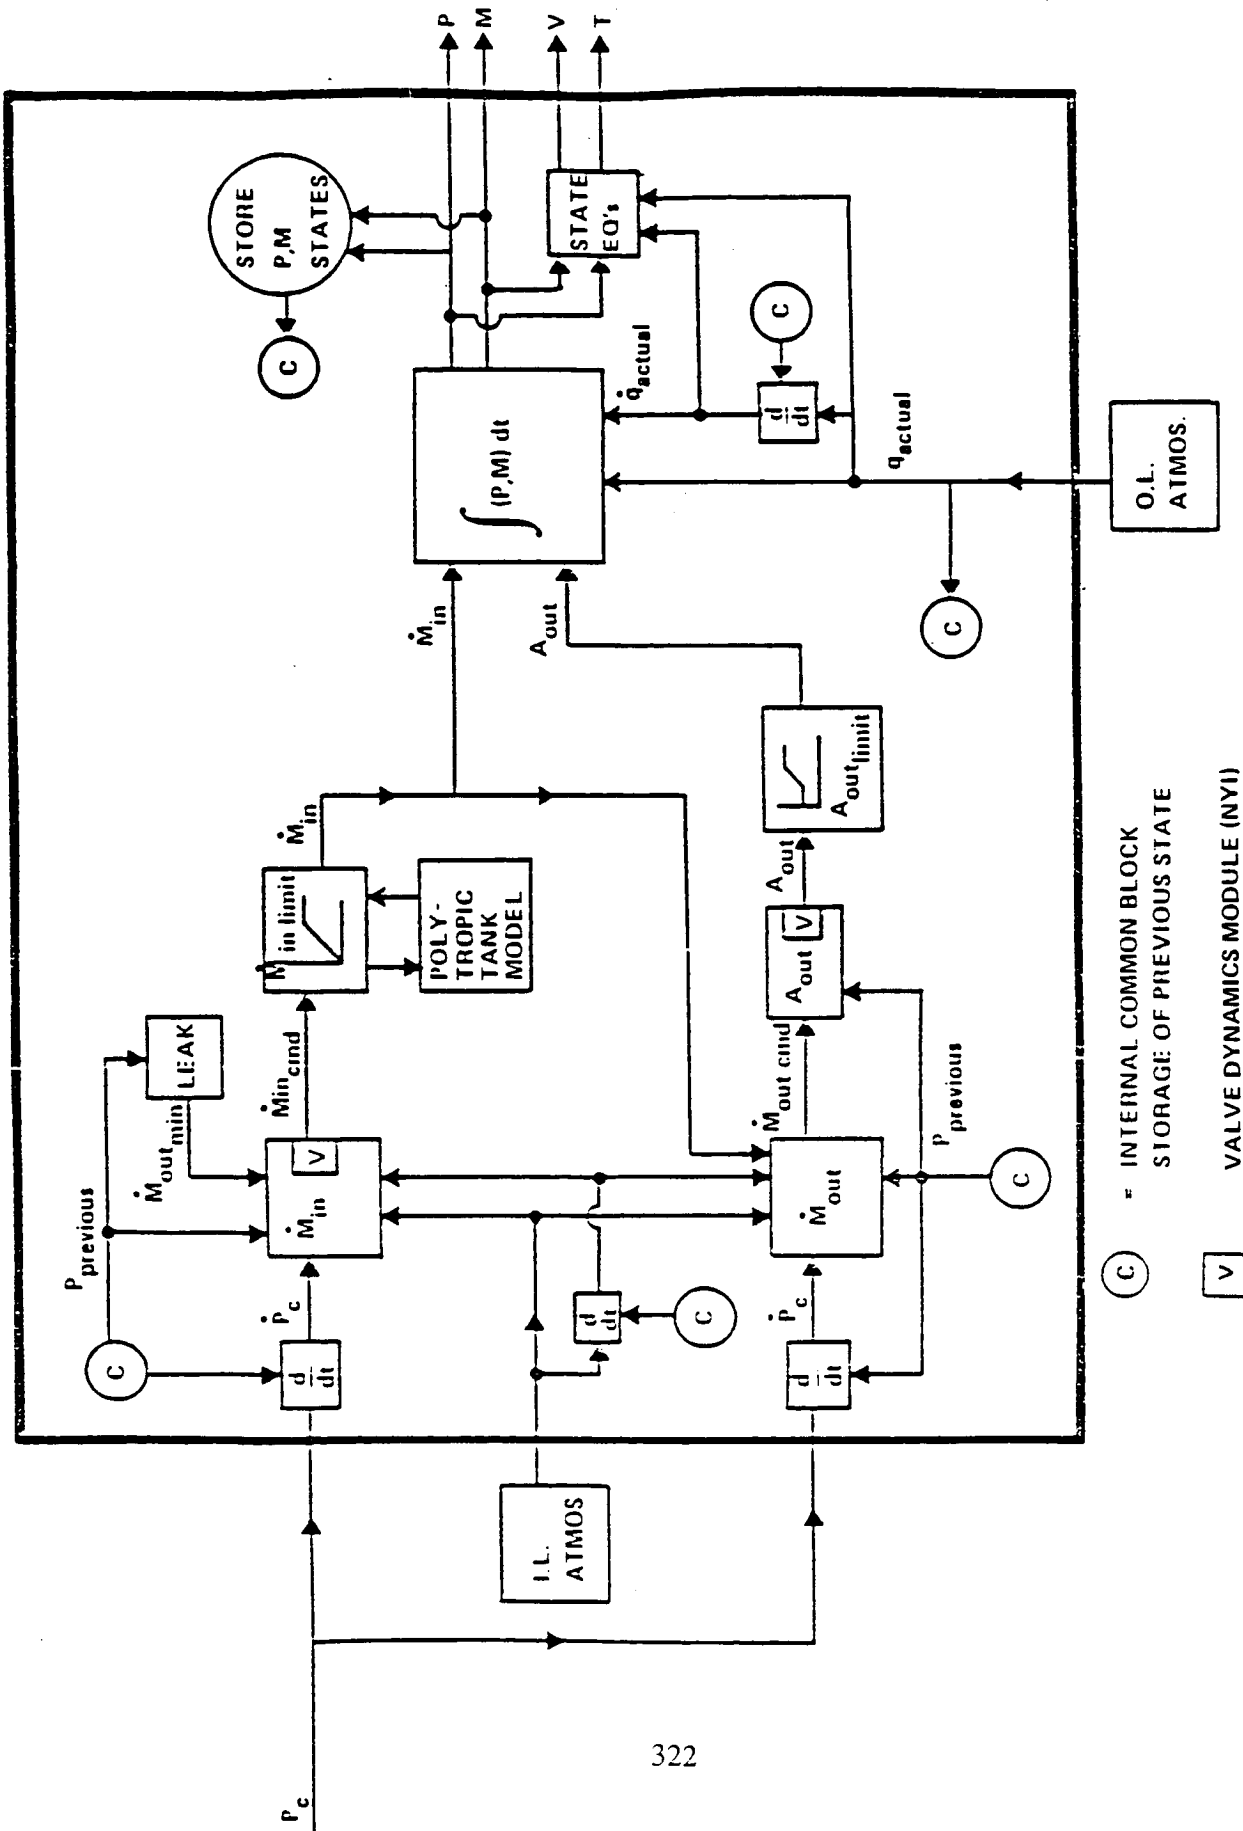 P
M
V
T
STORE
P,M
STATES
C
STATE
EQ's
C
q̇actual
d
dt
∫(P,M) dt
qactual
O.L.
ATMOS.
C
Ṁin
Aout
Ṁin
Ṁin limit
POLY-
TROPIC
TANK
MODEL
Aout limit
Aout
Aout
V
LEAK
Ṁout min
Ṁin cmd
Ṁin
V
Pprevious
C
Ṗc
d
dt
d
dt
C
Ṁout cmd
Ṁout
Pprevious
C
Ṗc
d
dt
I.L.
ATMOS
Pc
C = INTERNAL COMMON BLOCK
STORAGE OF PREVIOUS STATE
V VALVE DYNAMICS MODULE (NYI)
322